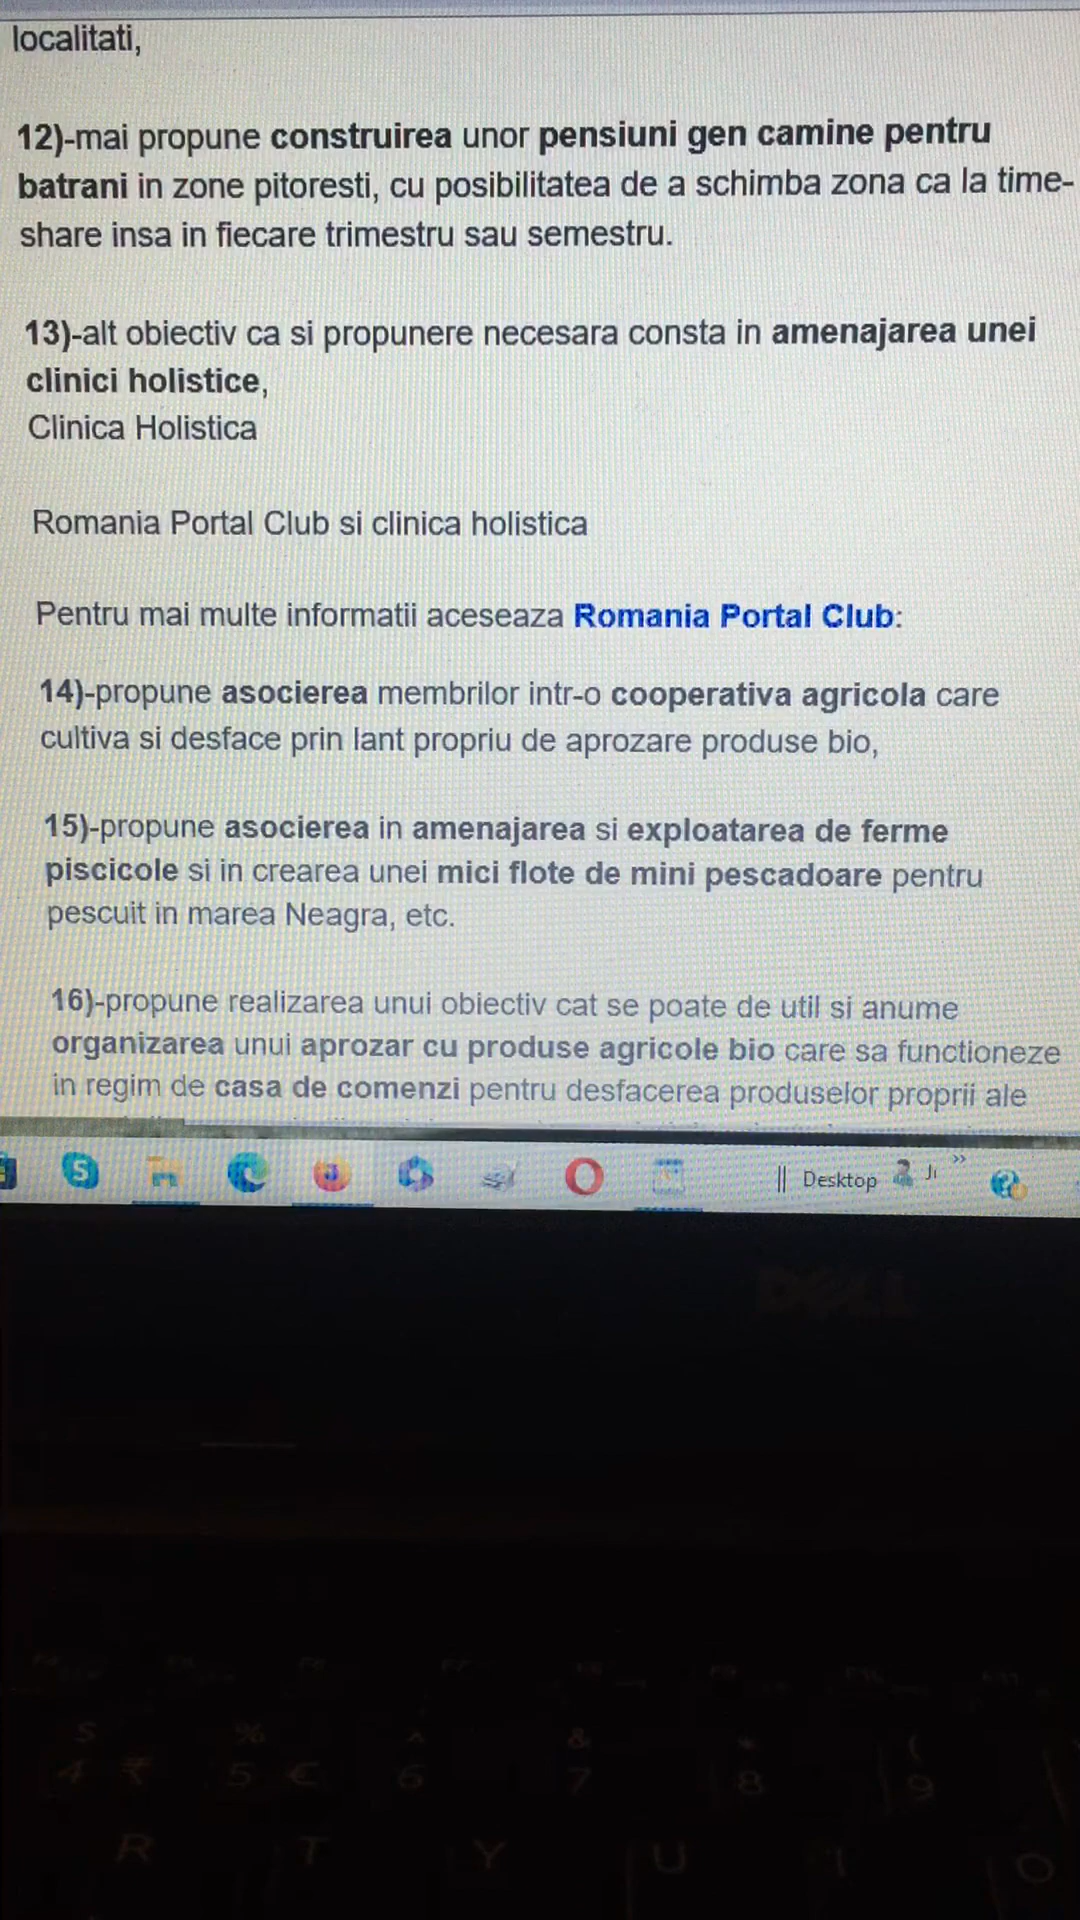 localitati,
12)-mai propune construirea unor pensiuni gen camine pentru
batrani in zone pitoresti, cu posibilitatea de a schimba zona ca la time-
share insa in fiecare trimestru sau semestru.
13)-alt obiectiv ca si propunere necesara consta in amenajarea unei
clinici holistice,
Clinica Holistica
Romania Portal Club si clinica holistica
Pentru mai multe informatii aceseaza Romania Portal Club:
14)-propune asocierea membrilor intr-o cooperativa agricola care
cultiva si desface prin lant propriu de aprozare produse bio,
15)-propune asocierea in amenajarea si exploatarea de ferme
piscicole si in crearea unei mici flote de mini pescadoare pentru
pescuit in marea Neagra, etc.
16)-propune realizarea unui obiectiv cat se poate de util si anume
organizarea unui aprozar cu produse agricole bio care sa functioneze
in regim de casa de comenzi pentru desfacerea produselor proprii ale
S
Desktop
»
DELL
$ % ^ & * (
4 ₹ 5 € 6 7 8 9
R T Y U I O